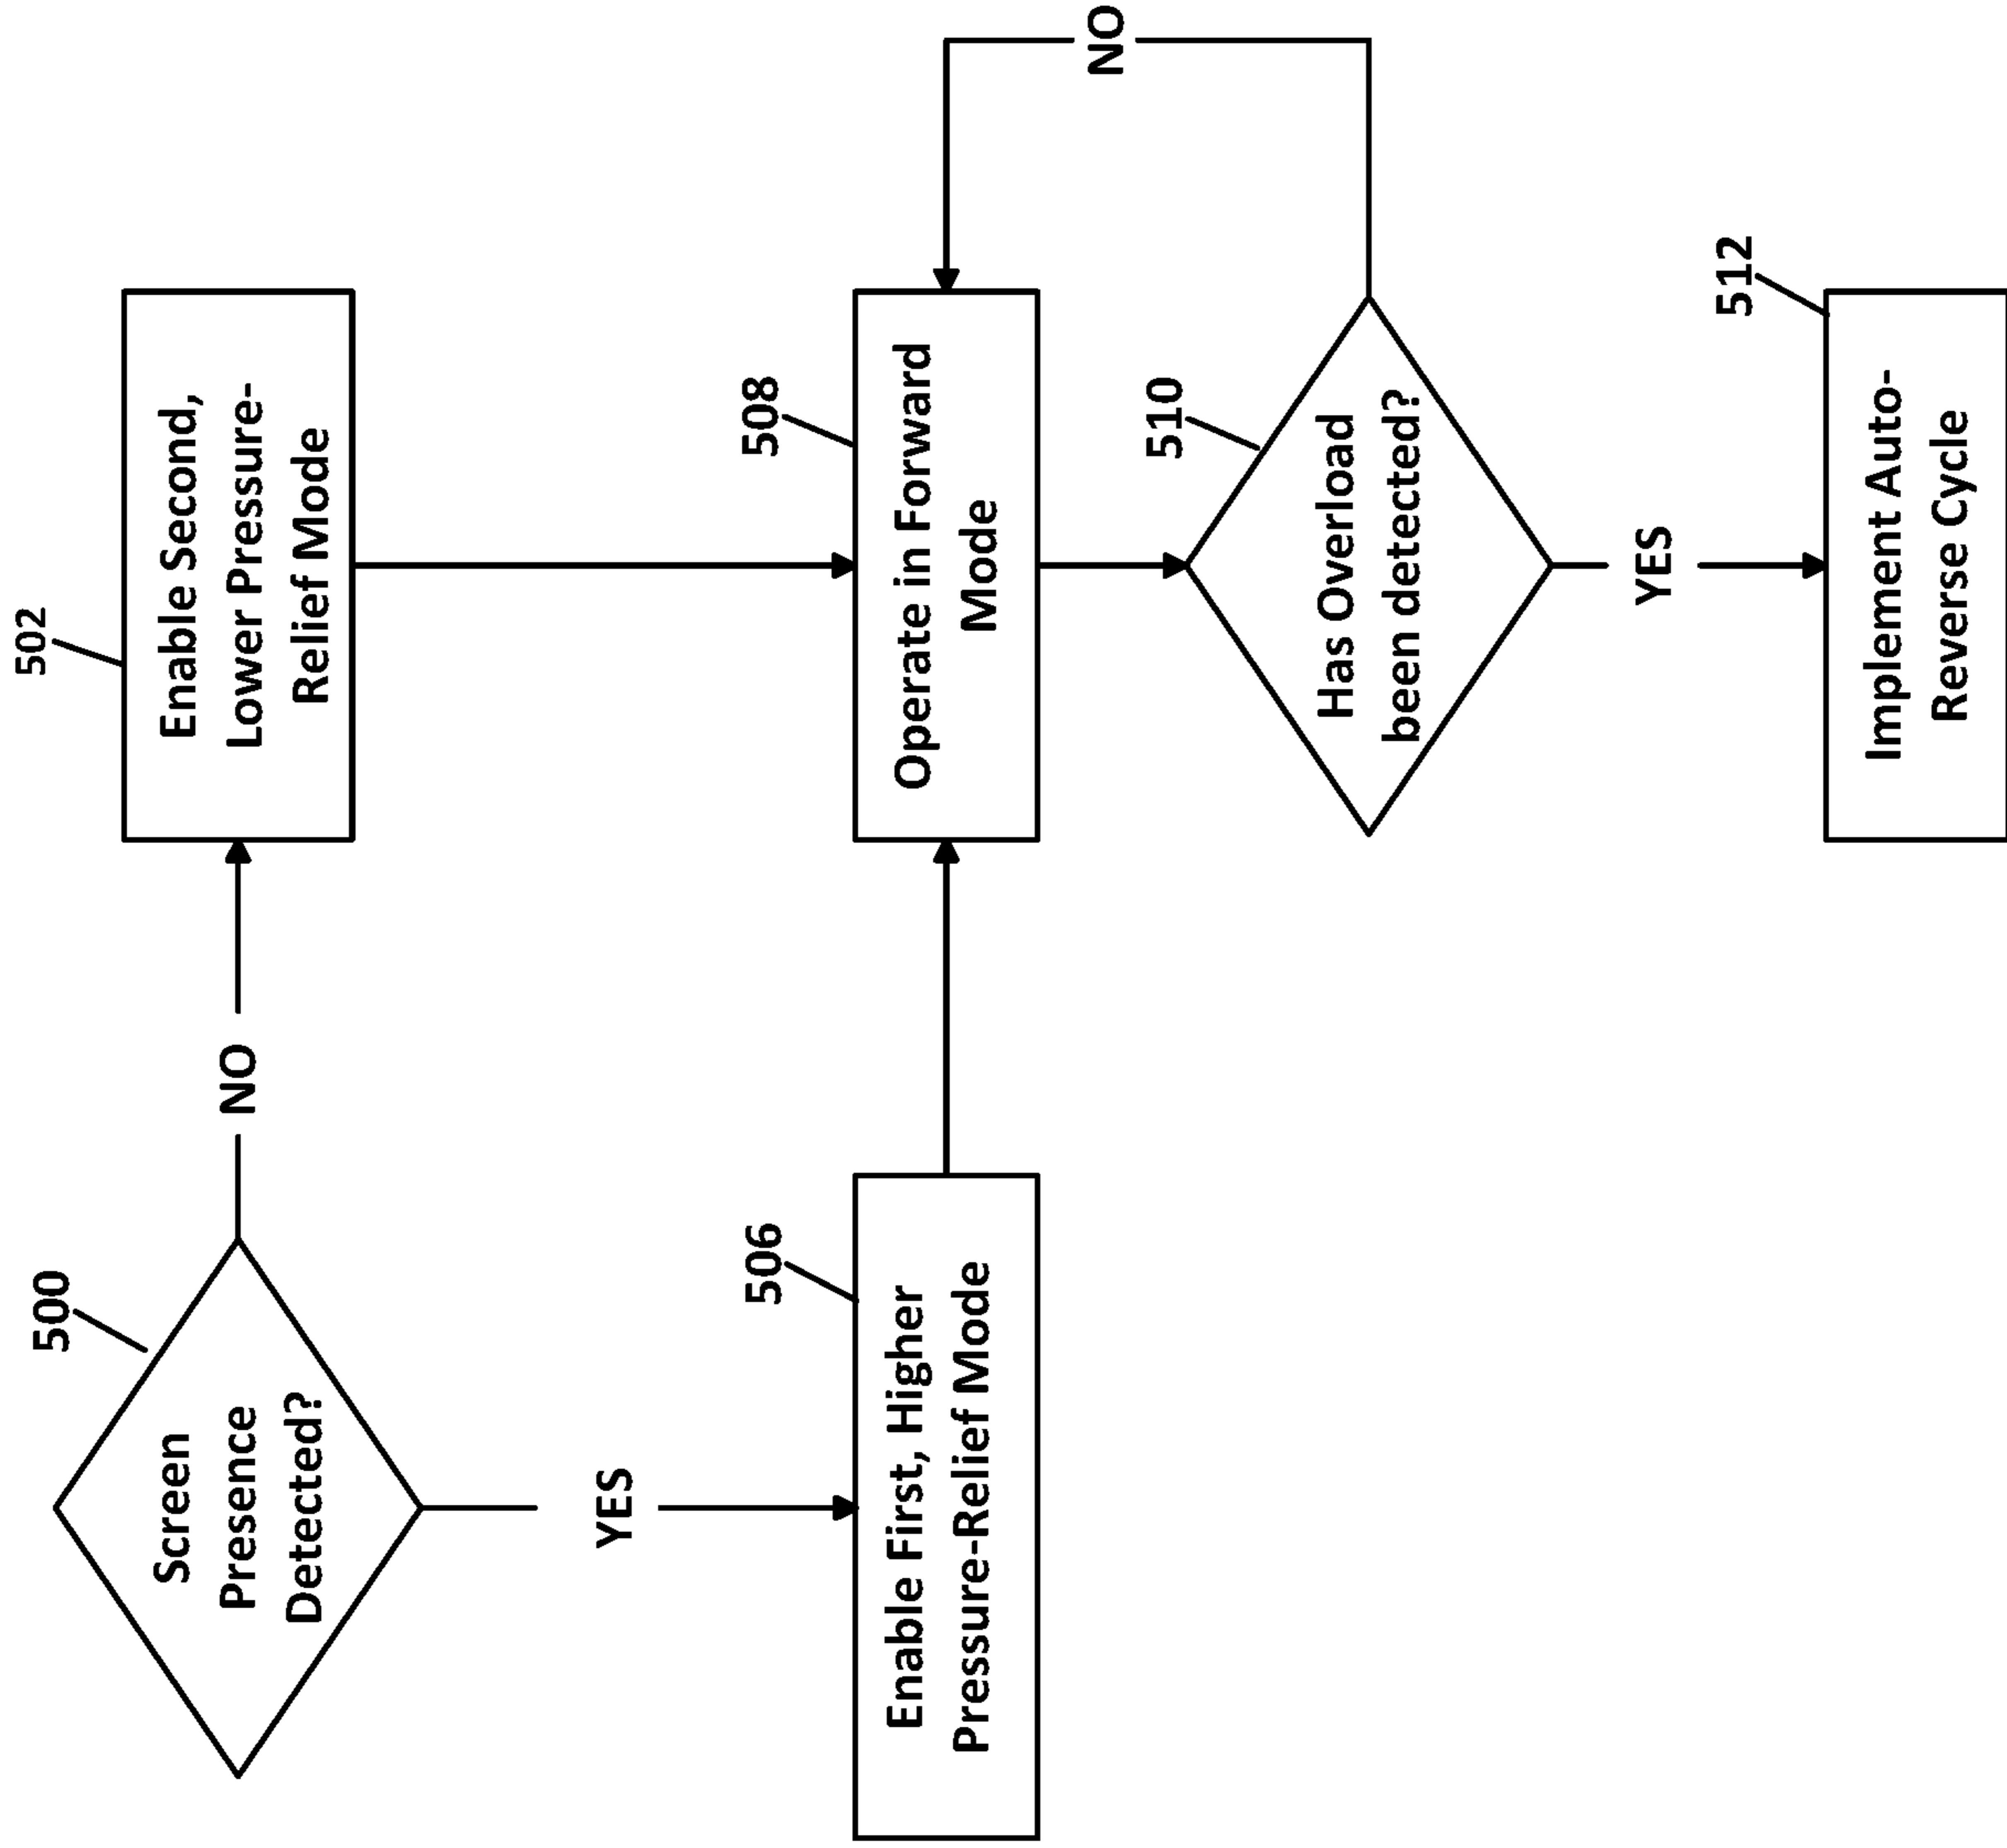 500
Screen
Presence
Detected?
NO
502
Enable Second,
Lower Pressure-
Relief Mode
YES
506
Enable First, Higher
Pressure-Relief Mode
508
Operate in Forward
Mode
510
Has Overload
been detected?
NO
YES
512
Implement Auto-
Reverse Cycle